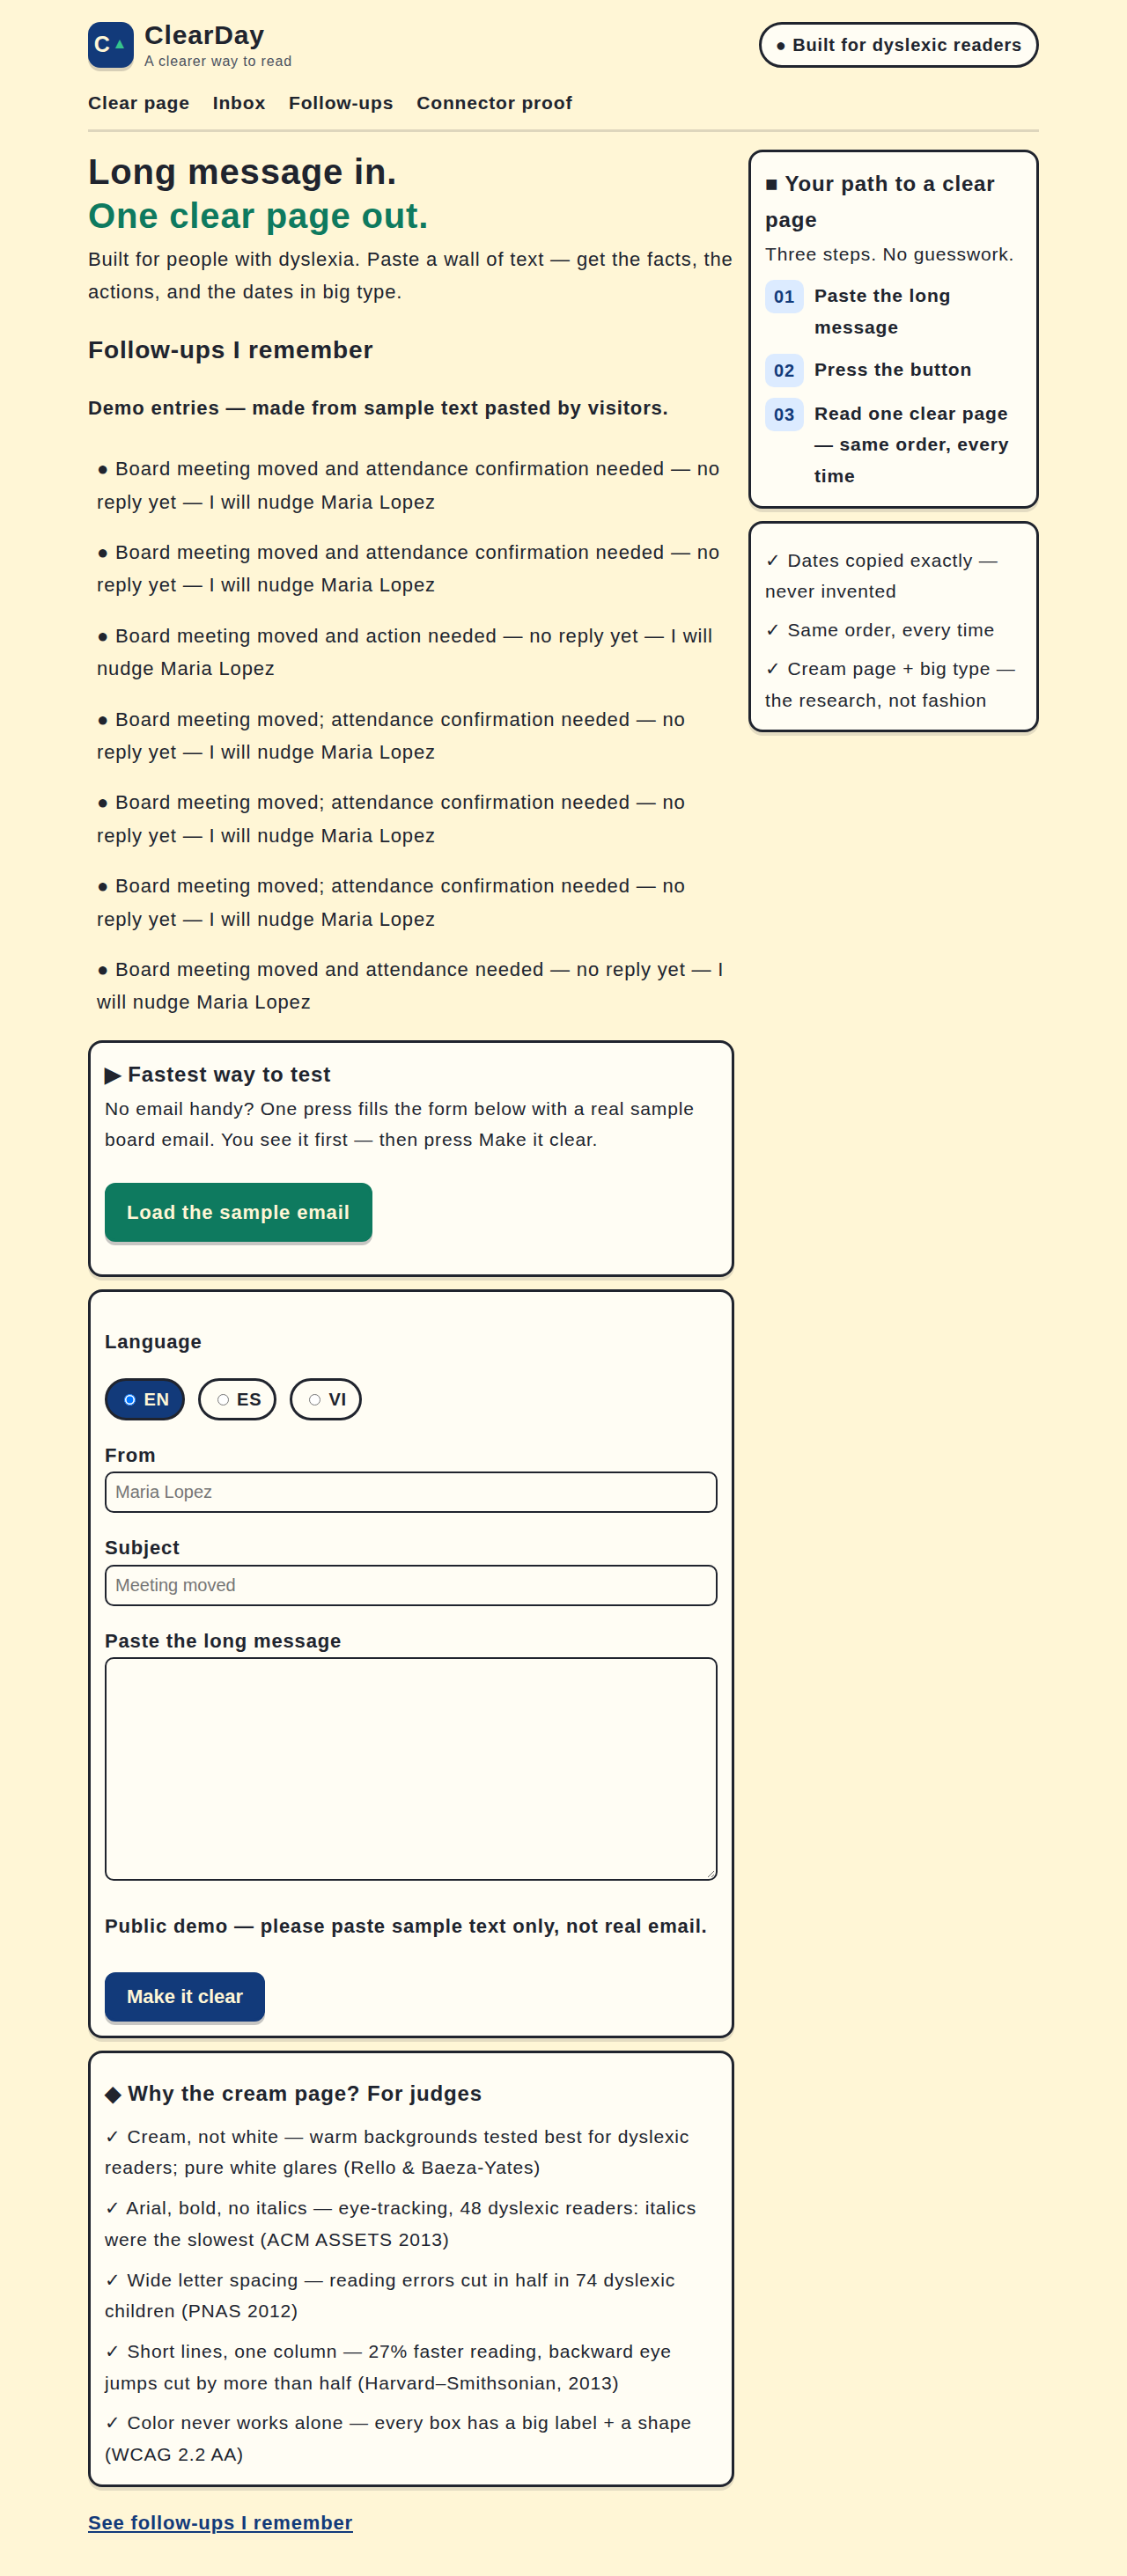 C▲ ClearDay
A clearer way to read
● Built for dyslexic readers
Clear page Inbox Follow-ups Connector proof
Long message in.
One clear page out.
Built for people with dyslexia. Paste a wall of text — get the facts, the
actions, and the dates in big type.
Follow-ups I remember
Demo entries — made from sample text pasted by visitors.
● Board meeting moved and attendance confirmation needed — no
reply yet — I will nudge Maria Lopez
● Board meeting moved and attendance confirmation needed — no
reply yet — I will nudge Maria Lopez
● Board meeting moved and action needed — no reply yet — I will
nudge Maria Lopez
● Board meeting moved; attendance confirmation needed — no
reply yet — I will nudge Maria Lopez
● Board meeting moved; attendance confirmation needed — no
reply yet — I will nudge Maria Lopez
● Board meeting moved; attendance confirmation needed — no
reply yet — I will nudge Maria Lopez
● Board meeting moved and attendance needed — no reply yet — I
will nudge Maria Lopez
▶ Fastest way to test
No email handy? One press fills the form below with a real sample
board email. You see it first — then press Make it clear.
Load the sample email
Language
EN ES VI
From
Maria Lopez
Subject
Meeting moved
Paste the long message
Public demo — please paste sample text only, not real email.
Make it clear
◆ Why the cream page? For judges
✓ Cream, not white — warm backgrounds tested best for dyslexic
readers; pure white glares (Rello & Baeza-Yates)
✓ Arial, bold, no italics — eye-tracking, 48 dyslexic readers: italics
were the slowest (ACM ASSETS 2013)
✓ Wide letter spacing — reading errors cut in half in 74 dyslexic
children (PNAS 2012)
✓ Short lines, one column — 27% faster reading, backward eye
jumps cut by more than half (Harvard–Smithsonian, 2013)
✓ Color never works alone — every box has a big label + a shape
(WCAG 2.2 AA)
See follow-ups I remember
■ Your path to a clear
page
Three steps. No guesswork.
01 Paste the long
message
02 Press the button
03 Read one clear page
— same order, every
time
✓ Dates copied exactly —
never invented
✓ Same order, every time
✓ Cream page + big type —
the research, not fashion